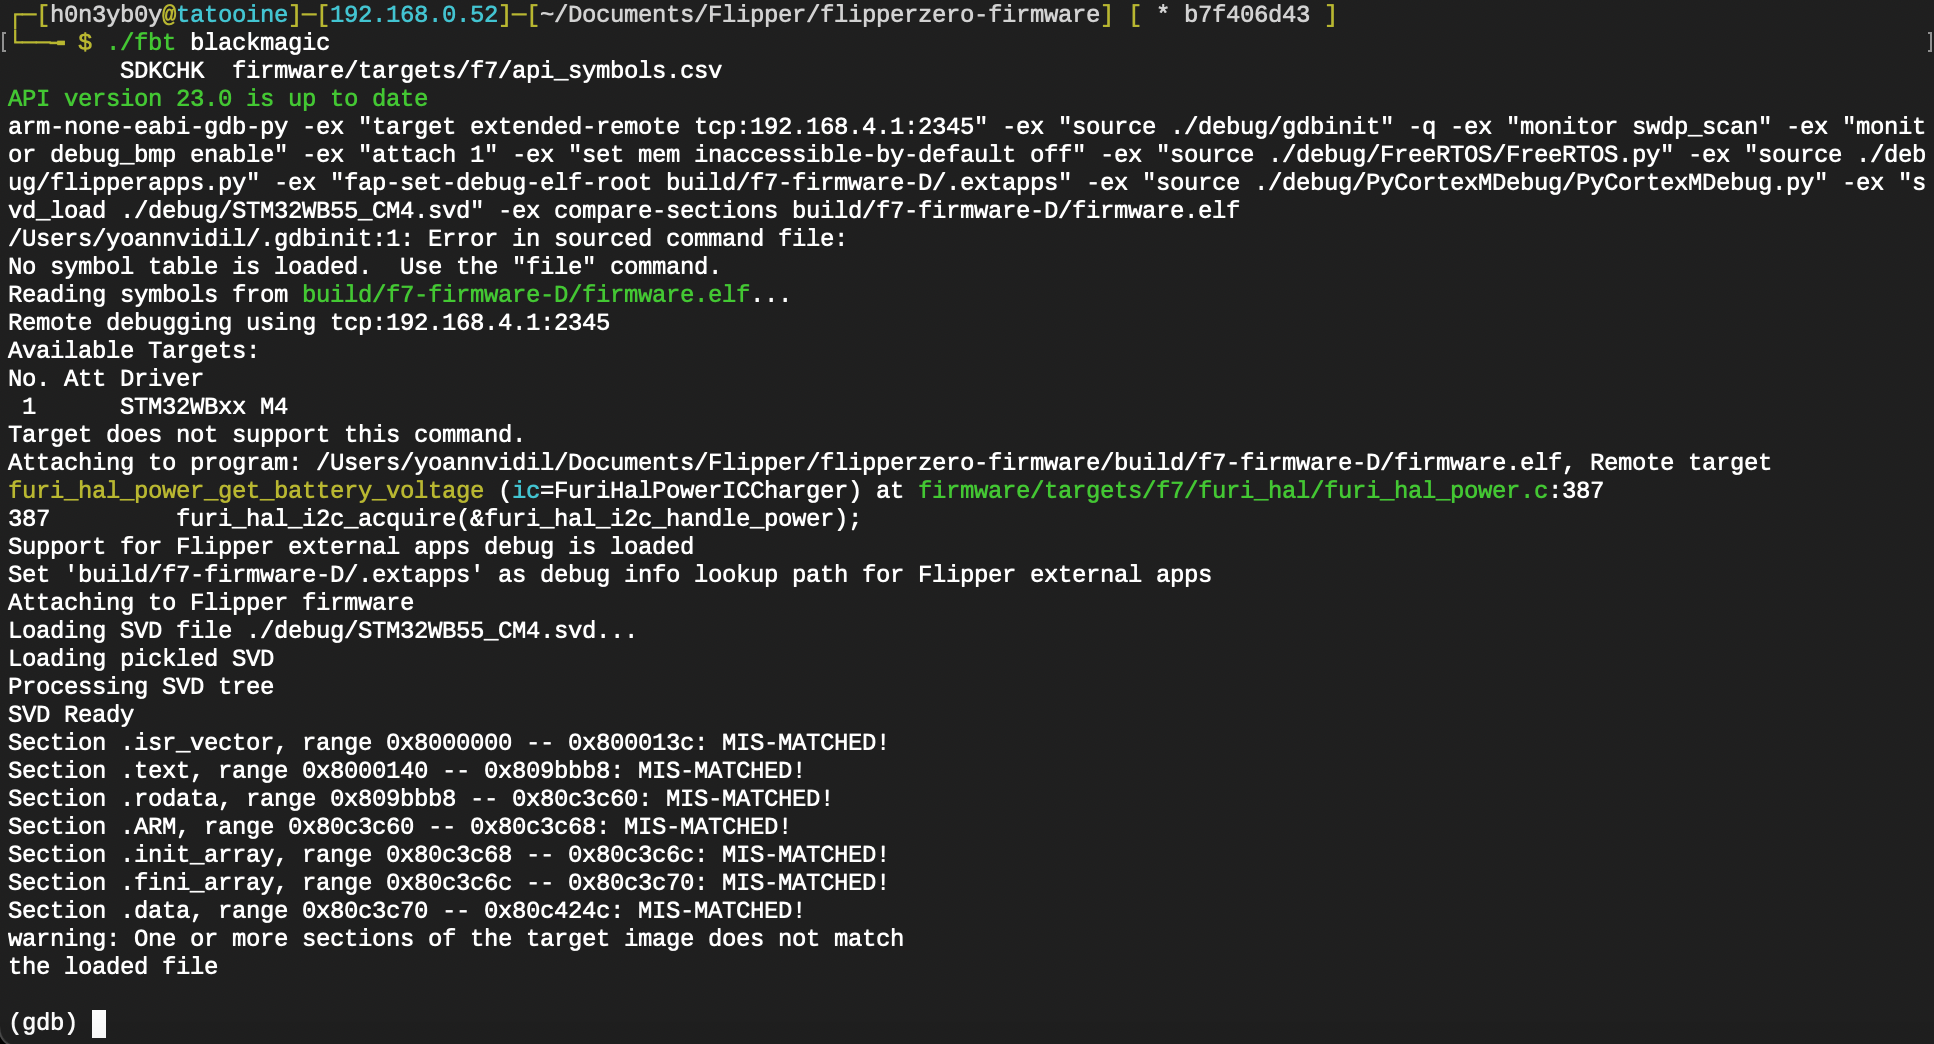 ┌─[h0n3yb0y@tatooine]─[192.168.0.52]─[~/Documents/Flipper/flipperzero-firmware] [ * b7f406d43 ]
[└──╼ $ ./fbt blackmagic ]
        SDKCHK  firmware/targets/f7/api_symbols.csv
API version 23.0 is up to date
arm-none-eabi-gdb-py -ex "target extended-remote tcp:192.168.4.1:2345" -ex "source ./debug/gdbinit" -q -ex "monitor swdp_scan" -ex "monit
or debug_bmp enable" -ex "attach 1" -ex "set mem inaccessible-by-default off" -ex "source ./debug/FreeRTOS/FreeRTOS.py" -ex "source ./deb
ug/flipperapps.py" -ex "fap-set-debug-elf-root build/f7-firmware-D/.extapps" -ex "source ./debug/PyCortexMDebug/PyCortexMDebug.py" -ex "s
vd_load ./debug/STM32WB55_CM4.svd" -ex compare-sections build/f7-firmware-D/firmware.elf
/Users/yoannvidil/.gdbinit:1: Error in sourced command file:
No symbol table is loaded.  Use the "file" command.
Reading symbols from build/f7-firmware-D/firmware.elf...
Remote debugging using tcp:192.168.4.1:2345
Available Targets:
No. Att Driver
 1      STM32WBxx M4
Target does not support this command.
Attaching to program: /Users/yoannvidil/Documents/Flipper/flipperzero-firmware/build/f7-firmware-D/firmware.elf, Remote target
furi_hal_power_get_battery_voltage (ic=FuriHalPowerICCharger) at firmware/targets/f7/furi_hal/furi_hal_power.c:387
387         furi_hal_i2c_acquire(&furi_hal_i2c_handle_power);
Support for Flipper external apps debug is loaded
Set 'build/f7-firmware-D/.extapps' as debug info lookup path for Flipper external apps
Attaching to Flipper firmware
Loading SVD file ./debug/STM32WB55_CM4.svd...
Loading pickled SVD
Processing SVD tree
SVD Ready
Section .isr_vector, range 0x8000000 -- 0x800013c: MIS-MATCHED!
Section .text, range 0x8000140 -- 0x809bbb8: MIS-MATCHED!
Section .rodata, range 0x809bbb8 -- 0x80c3c60: MIS-MATCHED!
Section .ARM, range 0x80c3c60 -- 0x80c3c68: MIS-MATCHED!
Section .init_array, range 0x80c3c68 -- 0x80c3c6c: MIS-MATCHED!
Section .fini_array, range 0x80c3c6c -- 0x80c3c70: MIS-MATCHED!
Section .data, range 0x80c3c70 -- 0x80c424c: MIS-MATCHED!
warning: One or more sections of the target image does not match
the loaded file
(gdb)